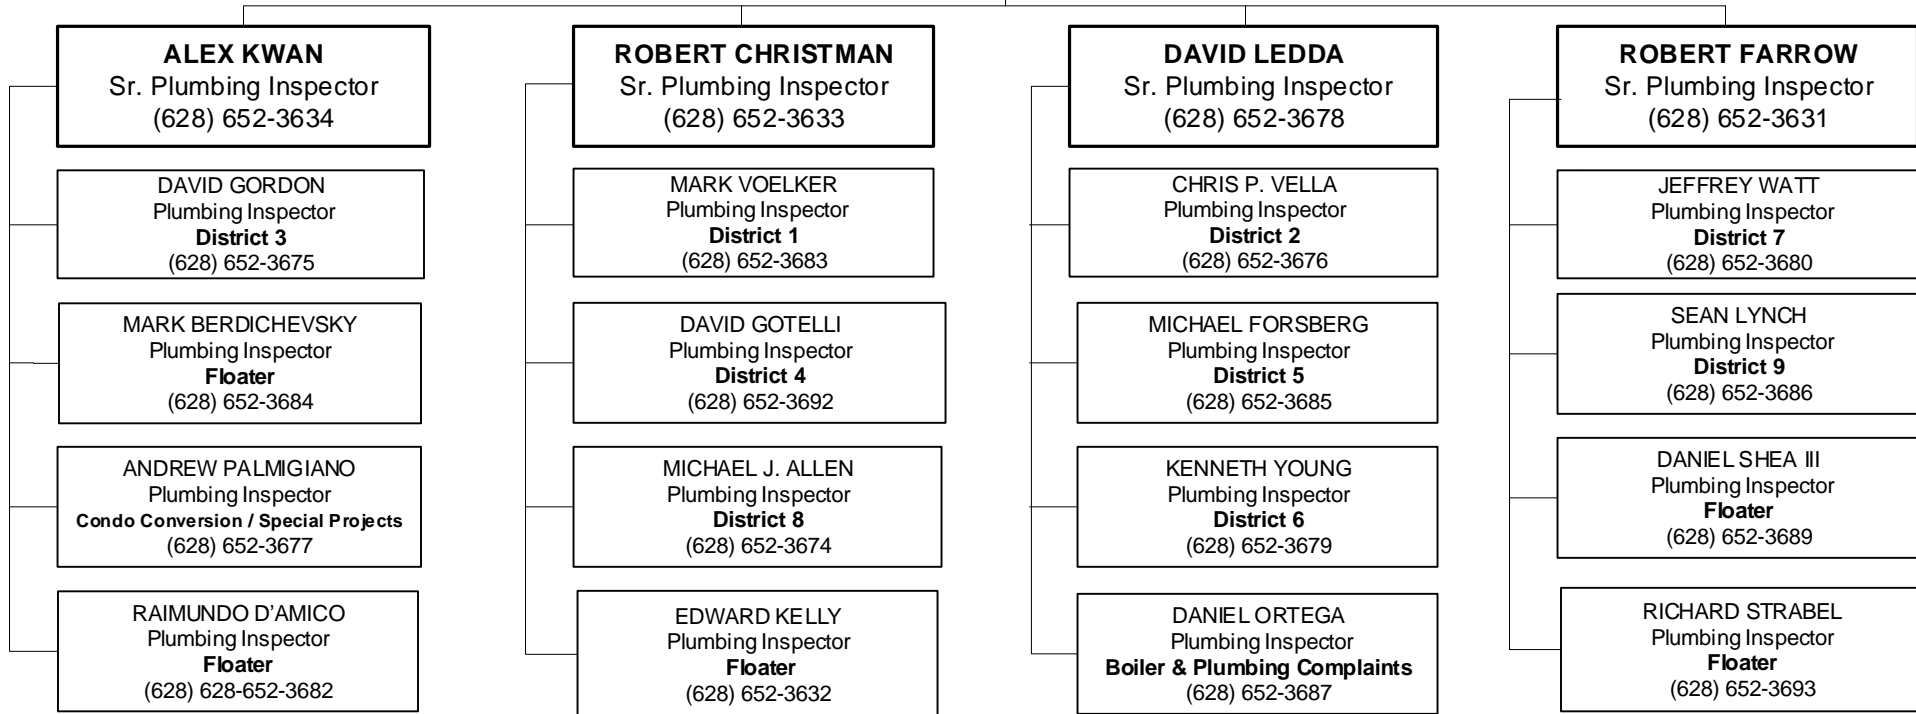 ALEX KWAN
Sr. Plumbing Inspector
(628) 652-3634
DAVID GORDON
Plumbing Inspector
District 3
(628) 652-3675
MARK BERDICHEVSKY
Plumbing Inspector
Floater
(628) 652-3684
ANDREW PALMIGIANO
Plumbing Inspector
Condo Conversion / Special Projects
(628) 652-3677
RAIMUNDO D’AMICO
Plumbing Inspector
Floater
(628) 628-652-3682
ROBERT CHRISTMAN
Sr. Plumbing Inspector
(628) 652-3633
MARK VOELKER
Plumbing Inspector
District 1
(628) 652-3683
DAVID GOTELLI
Plumbing Inspector
District 4
(628) 652-3692
MICHAEL J. ALLEN
Plumbing Inspector
District 8
(628) 652-3674
EDWARD KELLY
Plumbing Inspector
Floater
(628) 652-3632
DAVID LEDDA
Sr. Plumbing Inspector
(628) 652-3678
CHRIS P. VELLA
Plumbing Inspector
District 2
(628) 652-3676
MICHAEL FORSBERG
Plumbing Inspector
District 5
(628) 652-3685
KENNETH YOUNG
Plumbing Inspector
District 6
(628) 652-3679
DANIEL ORTEGA
Plumbing Inspector
Boiler & Plumbing Complaints
(628) 652-3687
ROBERT FARROW
Sr. Plumbing Inspector
(628) 652-3631
JEFFREY WATT
Plumbing Inspector
District 7
(628) 652-3680
SEAN LYNCH
Plumbing Inspector
District 9
(628) 652-3686
DANIEL SHEA III
Plumbing Inspector
Floater
(628) 652-3689
RICHARD STRABEL
Plumbing Inspector
Floater
(628) 652-3693